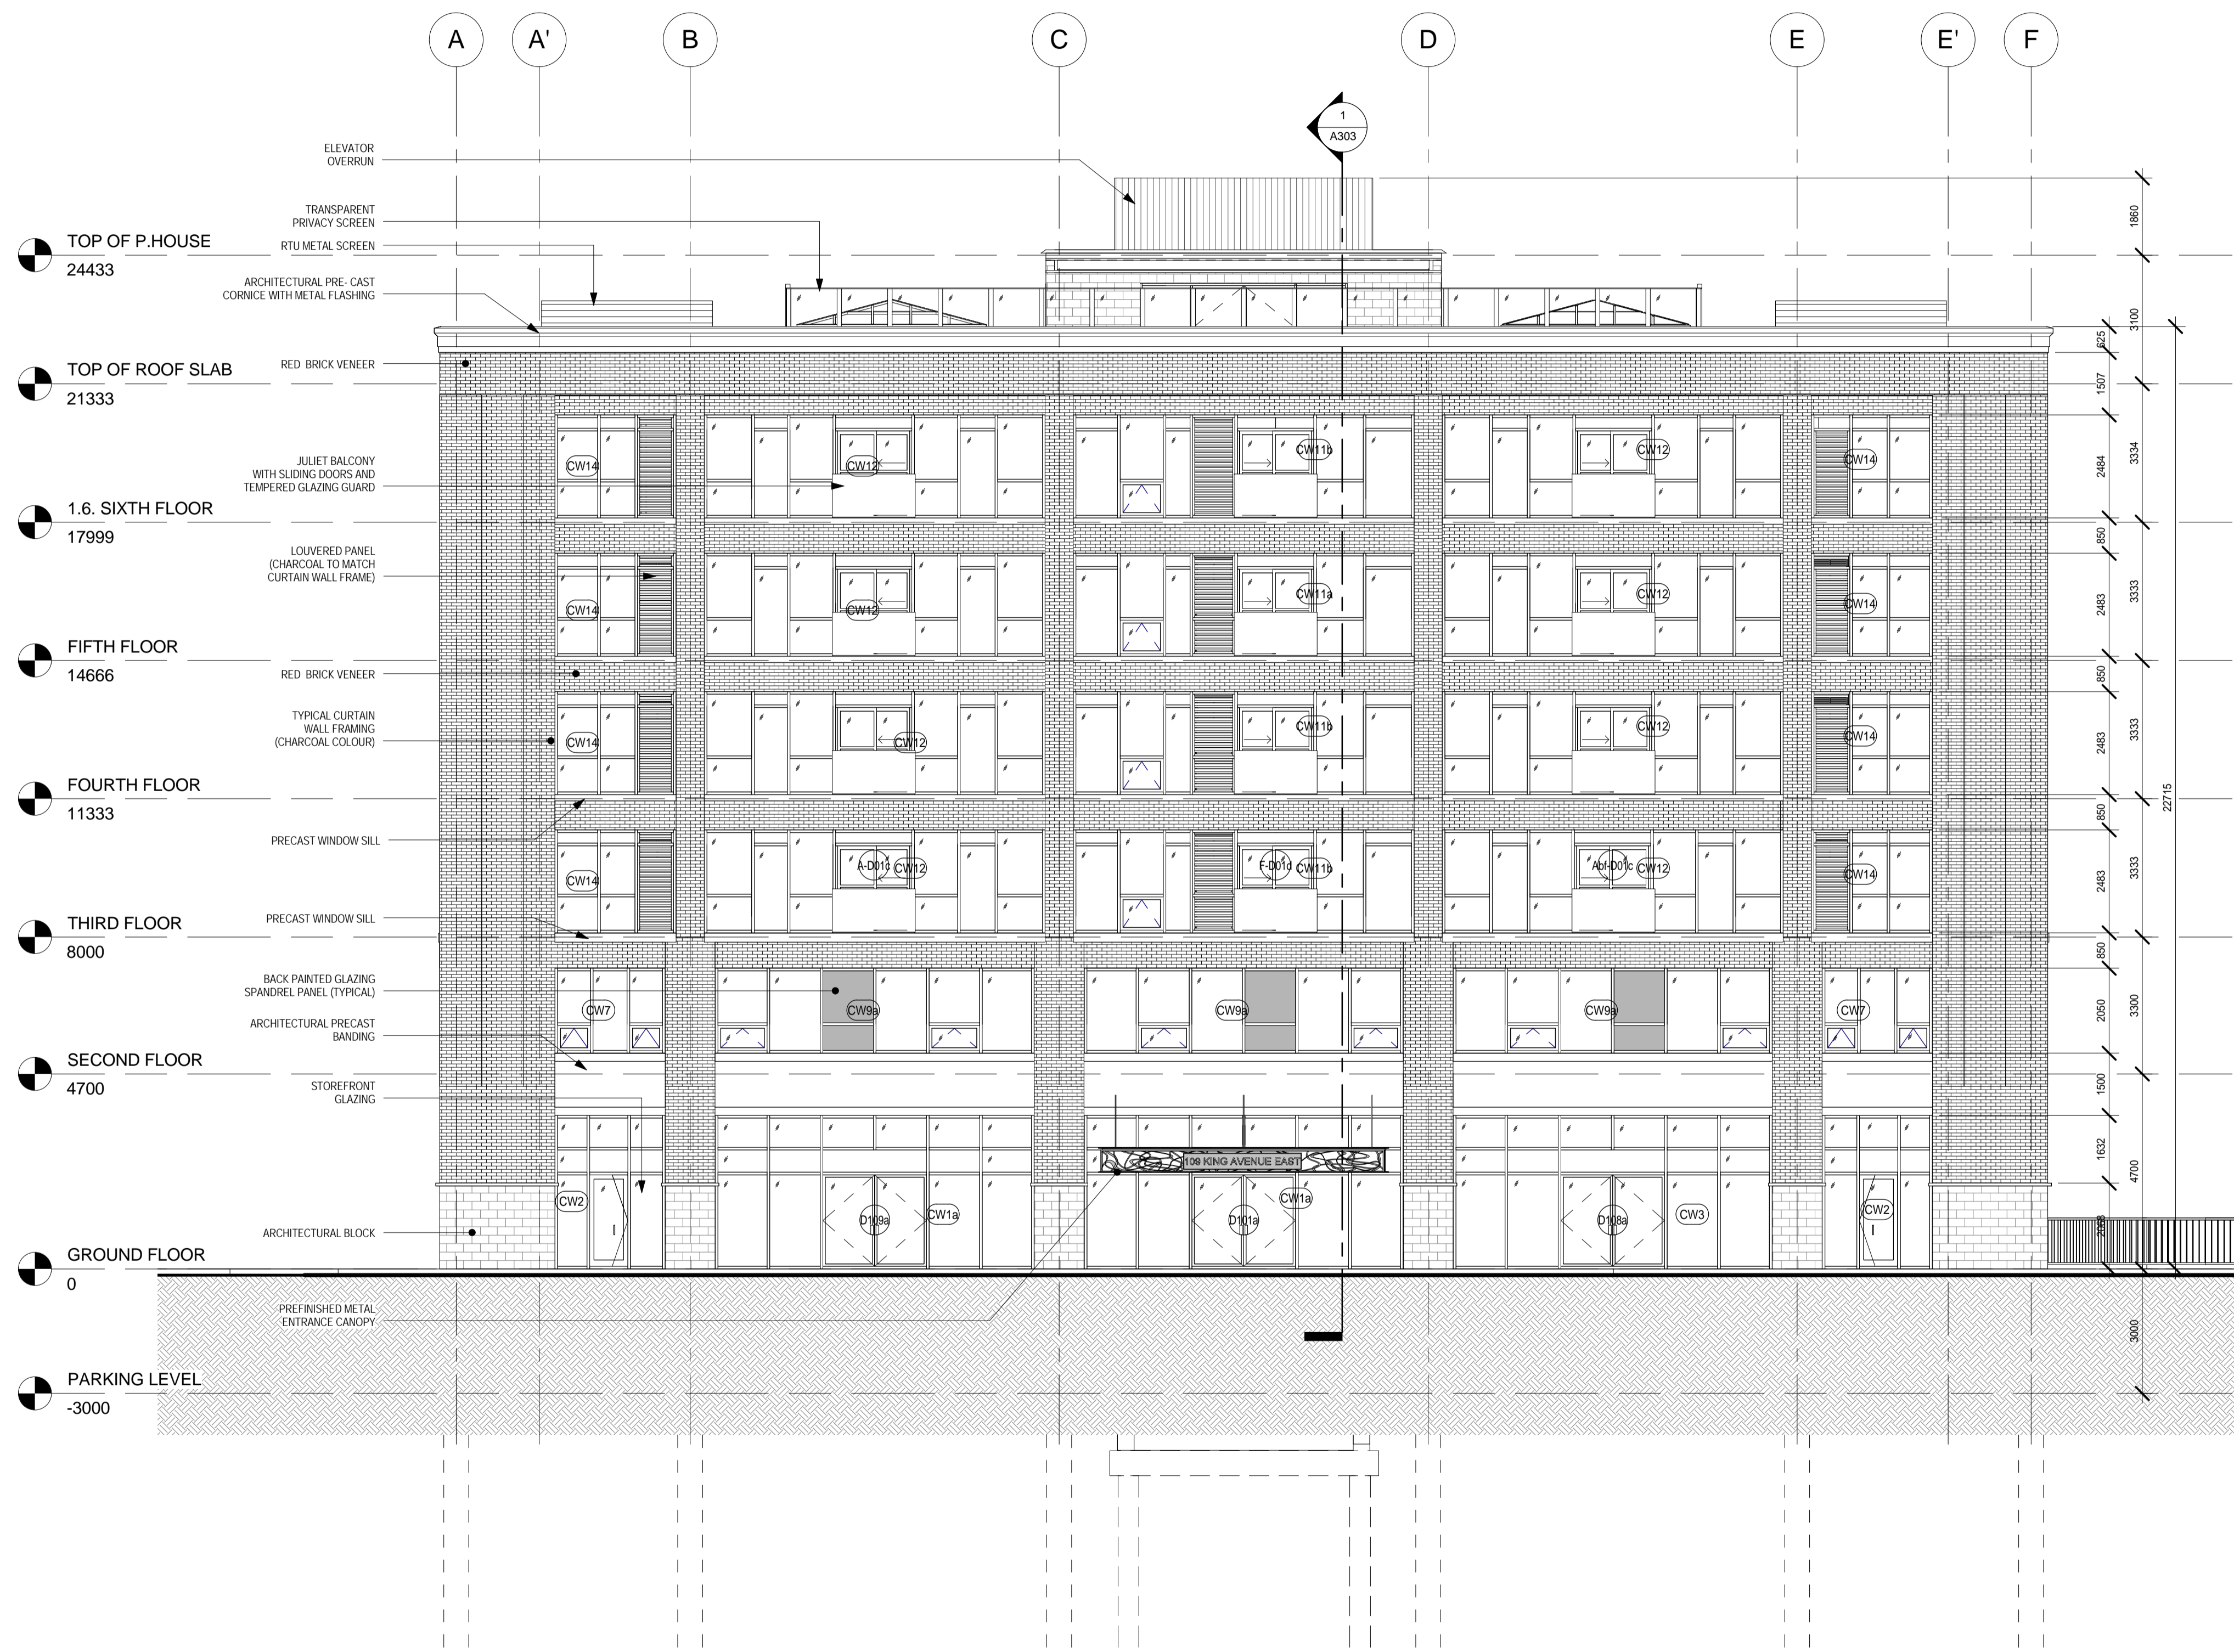 A A' B C D E E' F
1
A303
ELEVATOR
OVERRUN
TRANSPARENT
PRIVACY SCREEN
RTU METAL SCREEN
ARCHITECTURAL PRE- CAST
CORNICE WITH METAL FLASHING
RED BRICK VENEER
JULIET BALCONY
WITH SLIDING DOORS AND
TEMPERED GLAZING GUARD
LOUVERED PANEL
(CHARCOAL TO MATCH
CURTAIN WALL FRAME)
RED BRICK VENEER
TYPICAL CURTAIN
WALL FRAMING
(CHARCOAL COLOUR)
PRECAST WINDOW SILL
PRECAST WINDOW SILL
BACK PAINTED GLAZING
SPANDREL PANEL (TYPICAL)
ARCHITECTURAL PRECAST
BANDING
STOREFRONT
GLAZING
ARCHITECTURAL BLOCK
PREFINISHED METAL
ENTRANCE CANOPY
TOP OF P.HOUSE
24433
TOP OF ROOF SLAB
21333
1.6. SIXTH FLOOR
17999
FIFTH FLOOR
14666
FOURTH FLOOR
11333
THIRD FLOOR
8000
SECOND FLOOR
4700
GROUND FLOOR
0
PARKING LEVEL
-3000
CW14 CW12 CW11b CW12 CW14
CW14 CW12 CW11a CW12 CW14
CW14 CW12 CW11b CW12 CW14
CW14 A-D01c CW12 F-D01d CW11b Abf-D01c CW12 CW14
CW7 CW9a CW9a CW9a CW7
109 KING AVENUE EAST
CW2 D109a CW1a D101a CW1a D108a CW3 CW2
625
1507
2484
850
2483
850
2483
850
2483
850
2050
1500
1632
2068
1860
3100
3334
3333
3333
3333
3300
4700
3000
22715